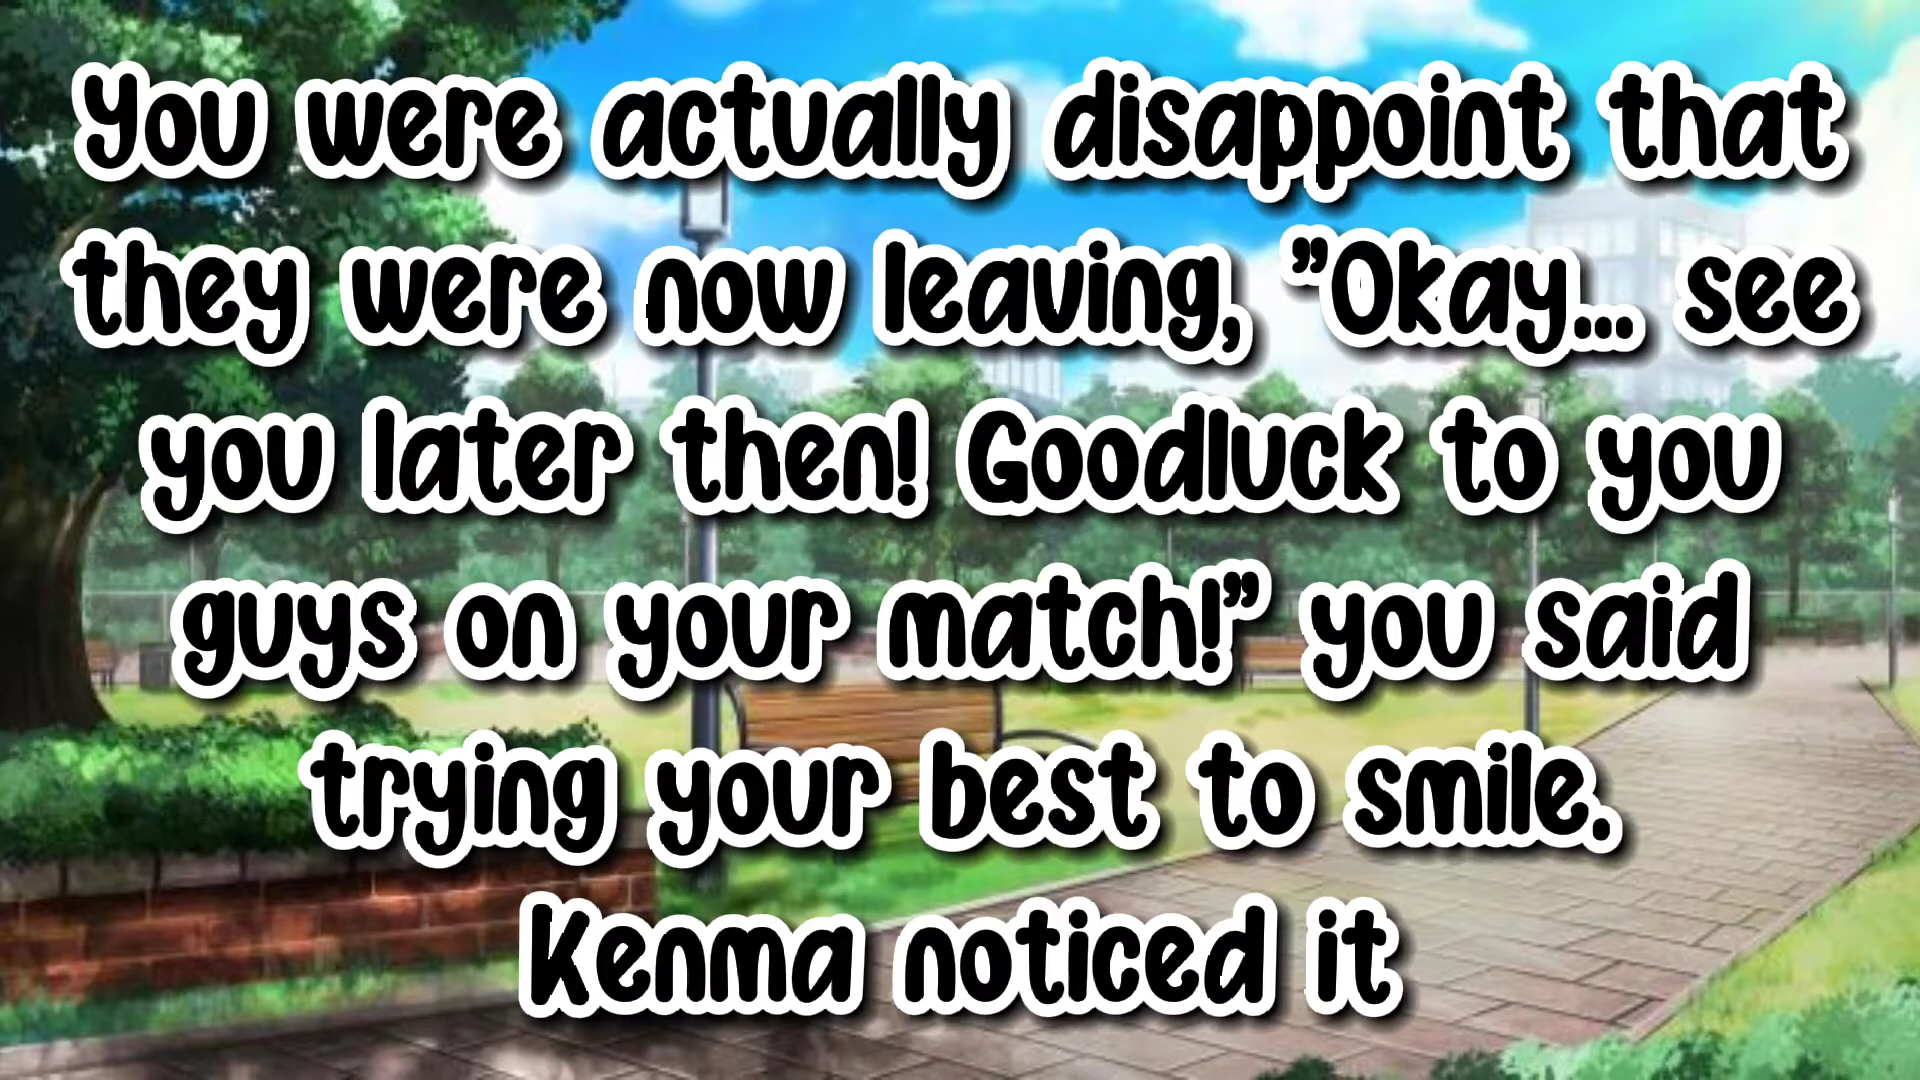 You were actually disappoint that
they were now leaving, "Okay... see
you later then! Goodluck to you
guys on your match!" you said
trying your best to smile.
Kenma noticed it